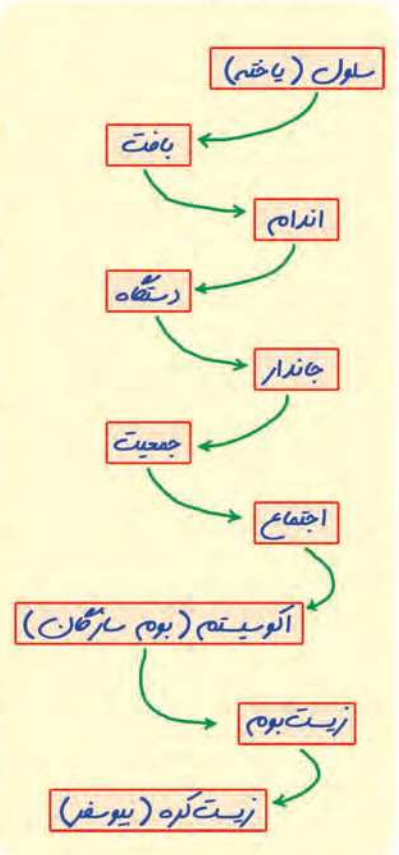 سلول (یاخته)
بافت
اندام
دستگاه
جاندار
جمعیت
اجتماع
اکوسیستم (بوم سازگان)
زیست‌بوم
زیست‌کره (بیوسفر)